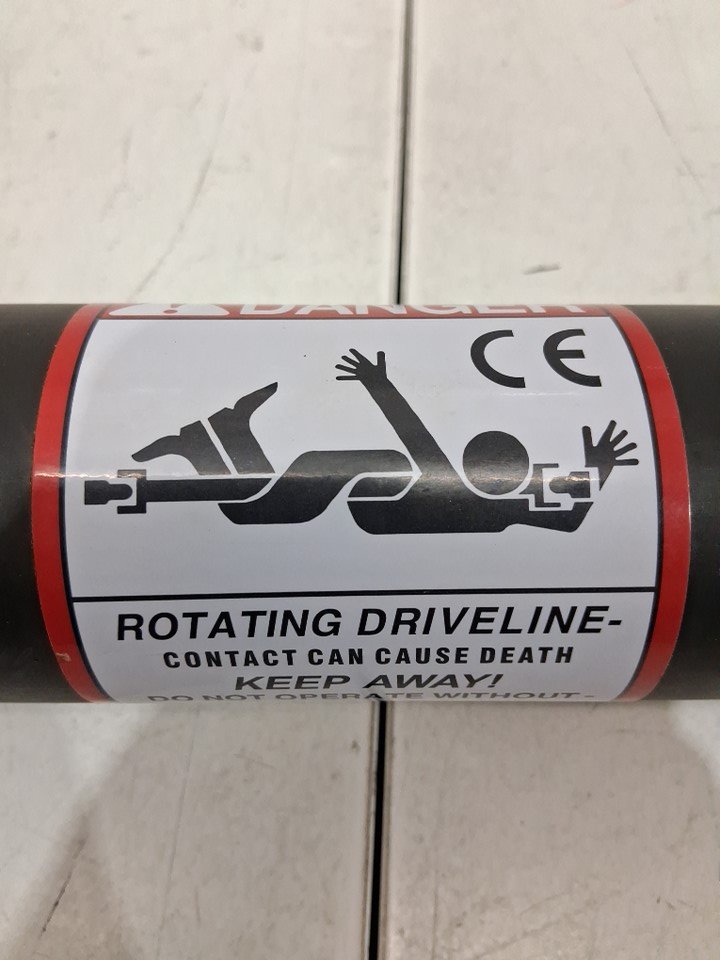 DANGER
CE
ROTATING DRIVELINE-
CONTACT CAN CAUSE DEATH
KEEP AWAY!
DO NOT OPERATE WITHOUT-